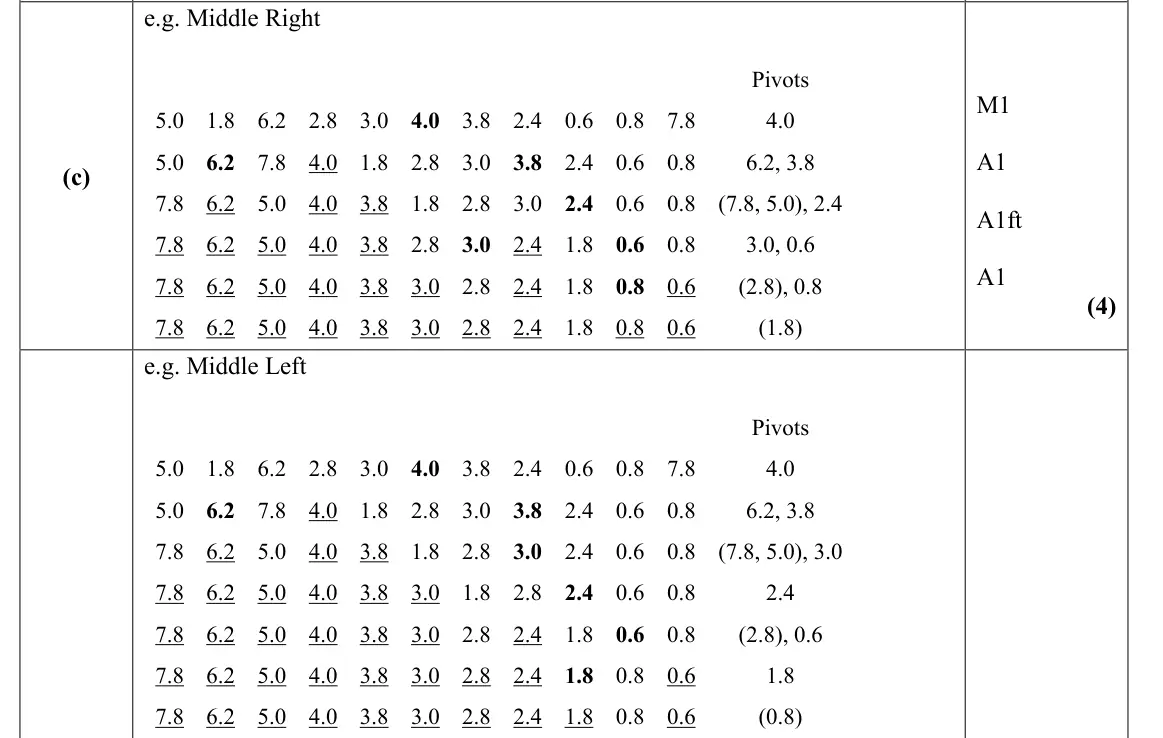 e.g. Middle Right
Pivots
5.0 1.8 6.2 2.8 3.0 4.0 3.8 2.4 0.6 0.8 7.8 4.0
M1
5.0 6.2 7.8 4.0 1.8 2.8 3.0 3.8 2.4 0.6 0.8 6.2, 3.8
A1
(c)
7.8 6.2 5.0 4.0 3.8 1.8 2.8 3.0 2.4 0.6 0.8 (7.8, 5.0), 2.4
A1ft
7.8 6.2 5.0 4.0 3.8 2.8 3.0 2.4 1.8 0.6 0.8 3.0, 0.6
A1
7.8 6.2 5.0 4.0 3.8 3.0 2.8 2.4 1.8 0.8 0.6 (2.8), 0.8
(4)
7.8 6.2 5.0 4.0 3.8 3.0 2.8 2.4 1.8 0.8 0.6 (1.8)
e.g. Middle Left
Pivots
5.0 1.8 6.2 2.8 3.0 4.0 3.8 2.4 0.6 0.8 7.8 4.0
5.0 6.2 7.8 4.0 1.8 2.8 3.0 3.8 2.4 0.6 0.8 6.2, 3.8
7.8 6.2 5.0 4.0 3.8 1.8 2.8 3.0 2.4 0.6 0.8 (7.8, 5.0), 3.0
7.8 6.2 5.0 4.0 3.8 3.0 1.8 2.8 2.4 0.6 0.8 2.4
7.8 6.2 5.0 4.0 3.8 3.0 2.8 2.4 1.8 0.6 0.8 (2.8), 0.6
7.8 6.2 5.0 4.0 3.8 3.0 2.8 2.4 1.8 0.8 0.6 1.8
7.8 6.2 5.0 4.0 3.8 3.0 2.8 2.4 1.8 0.8 0.6 (0.8)